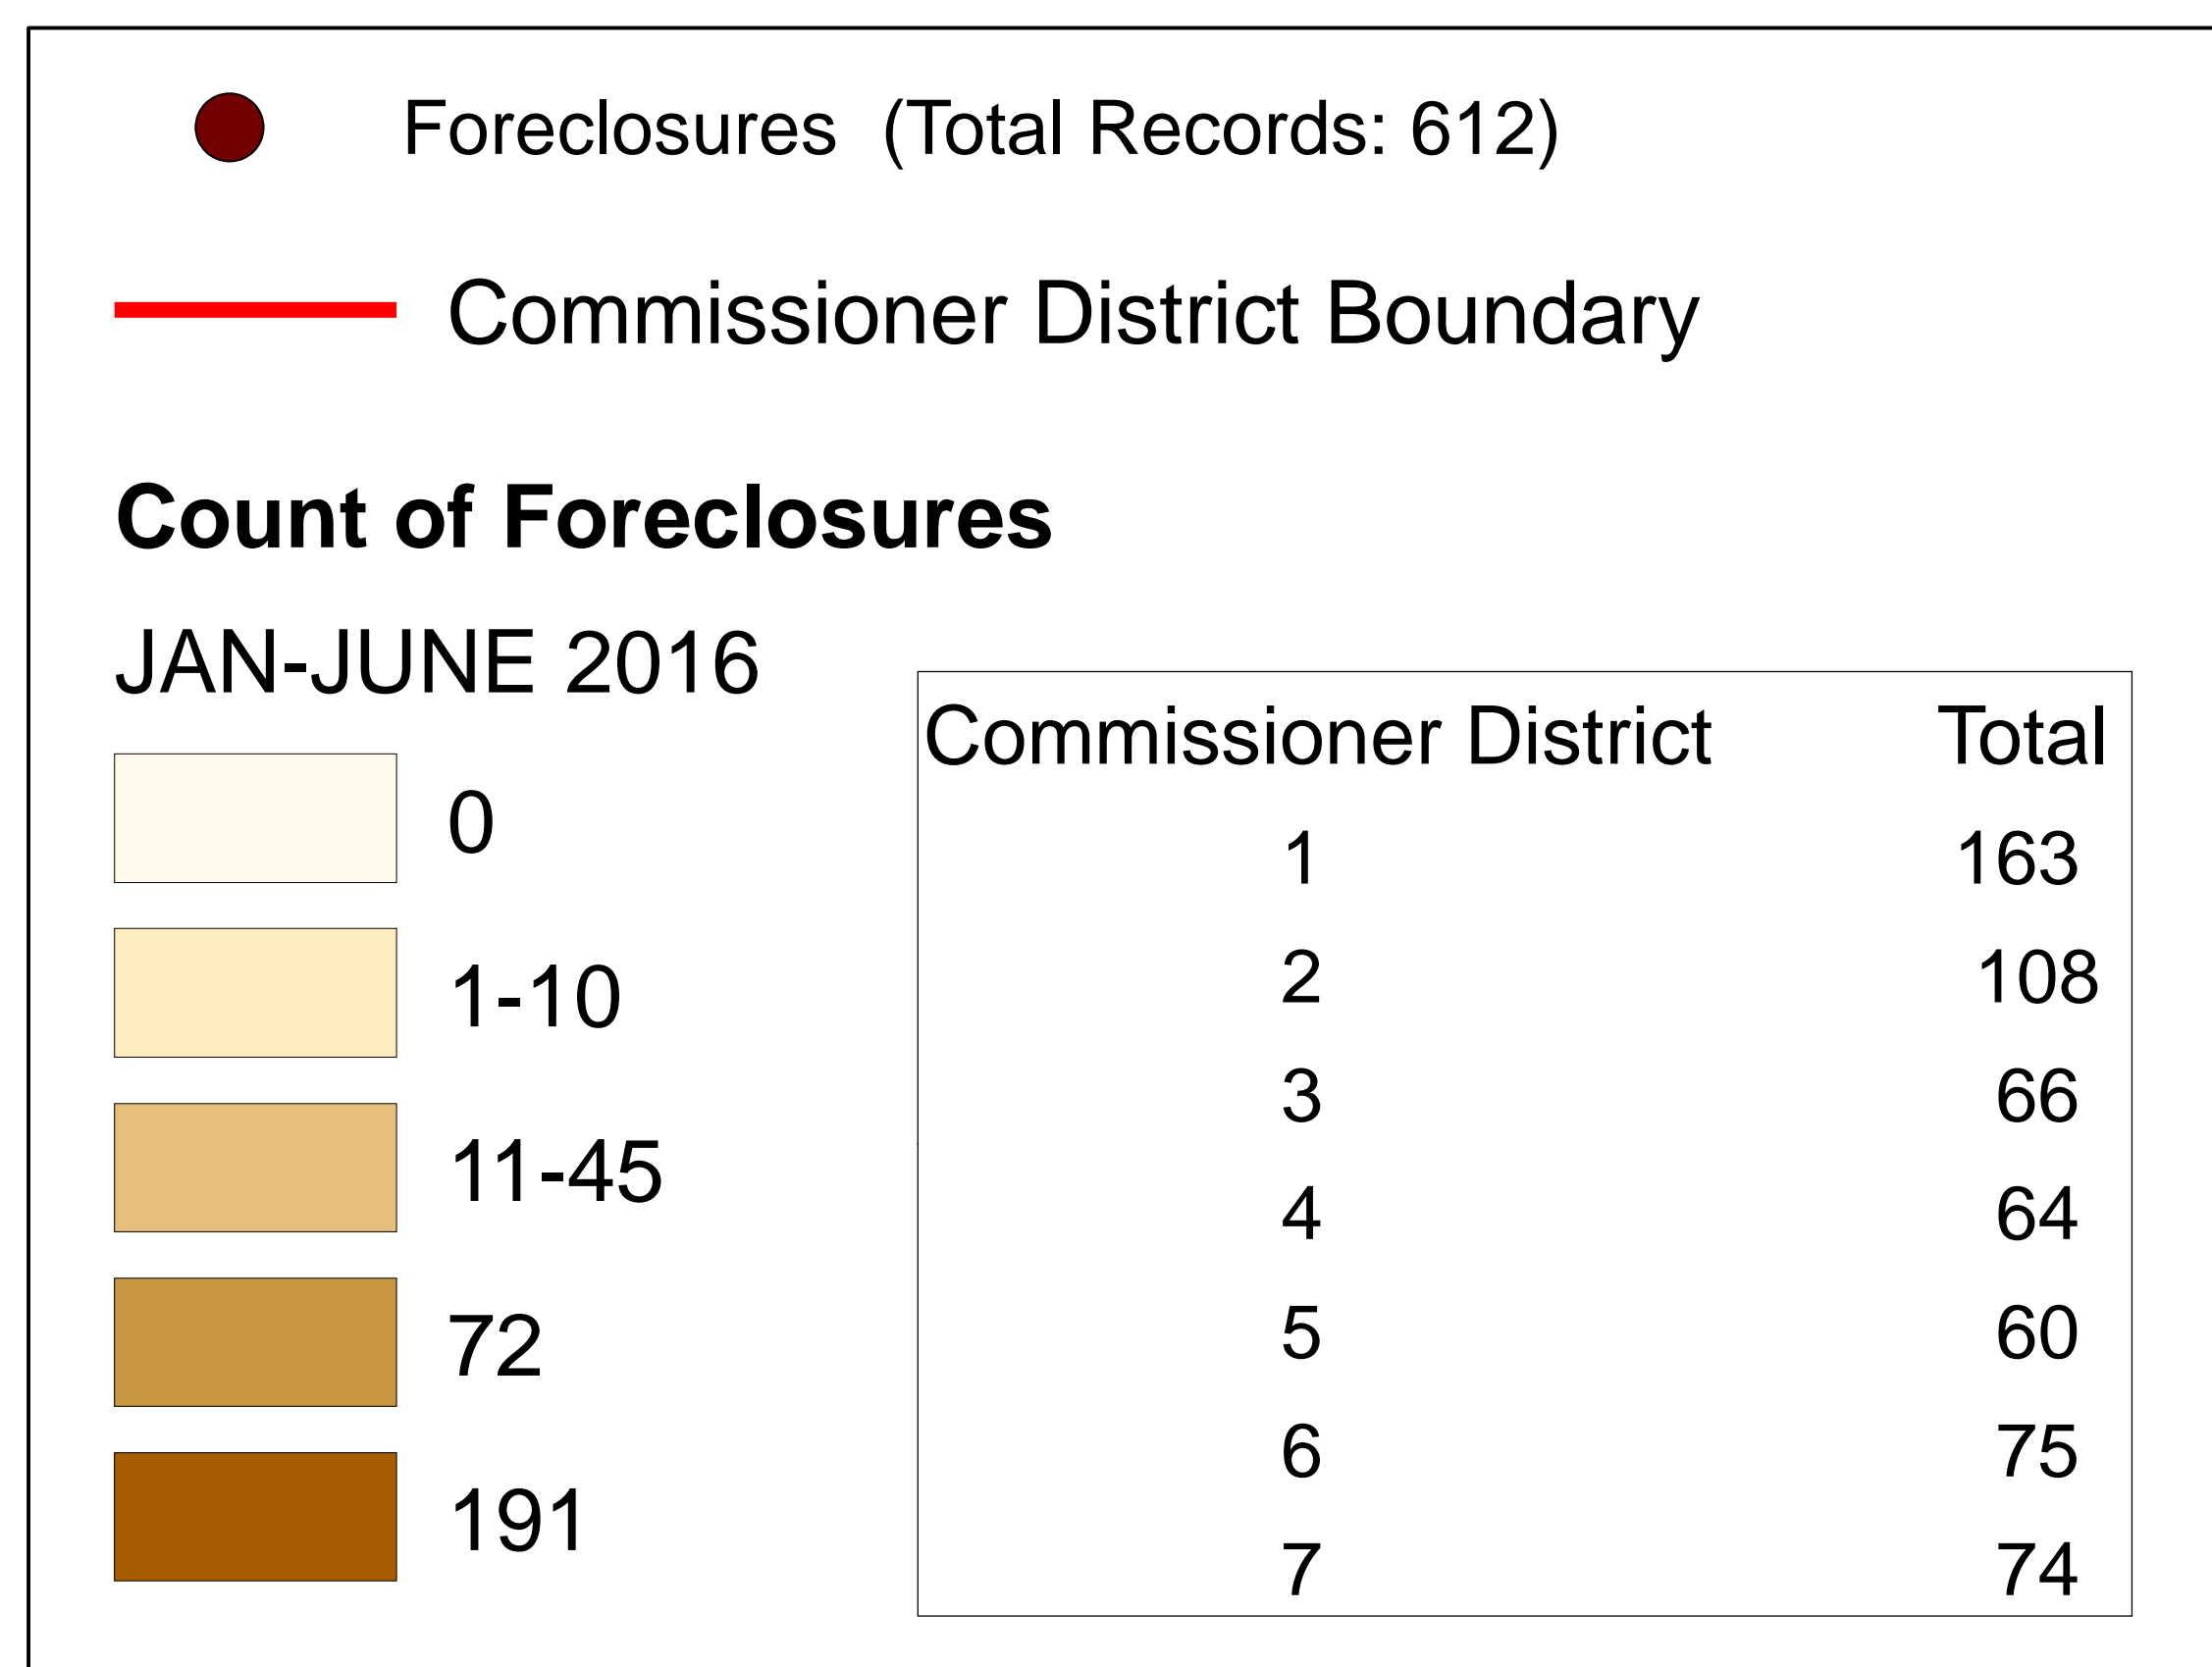 Foreclosures (Total Records: 612)
Commissioner District Boundary
Count of Foreclosures
JAN-JUNE 2016
0
1-10
11-45
72
191
Commissioner District Total
1 163
2 108
3 66
4 64
5 60
6 75
7 74